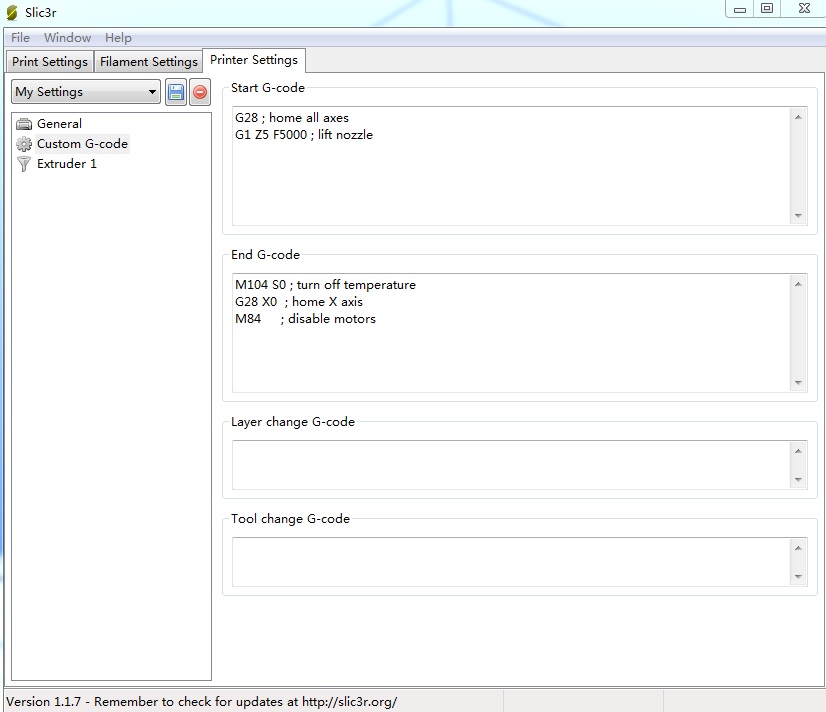 Slic3r
File Window Help
Print Settings Filament Settings Printer Settings
My Settings
General
Custom G-code
Extruder 1
Start G-code
G28 ; home all axes
G1 Z5 F5000 ; lift nozzle
End G-code
M104 S0 ; turn off temperature
G28 X0  ; home X axis
M84     ; disable motors
Layer change G-code
Tool change G-code
Version 1.1.7 - Remember to check for updates at http://slic3r.org/